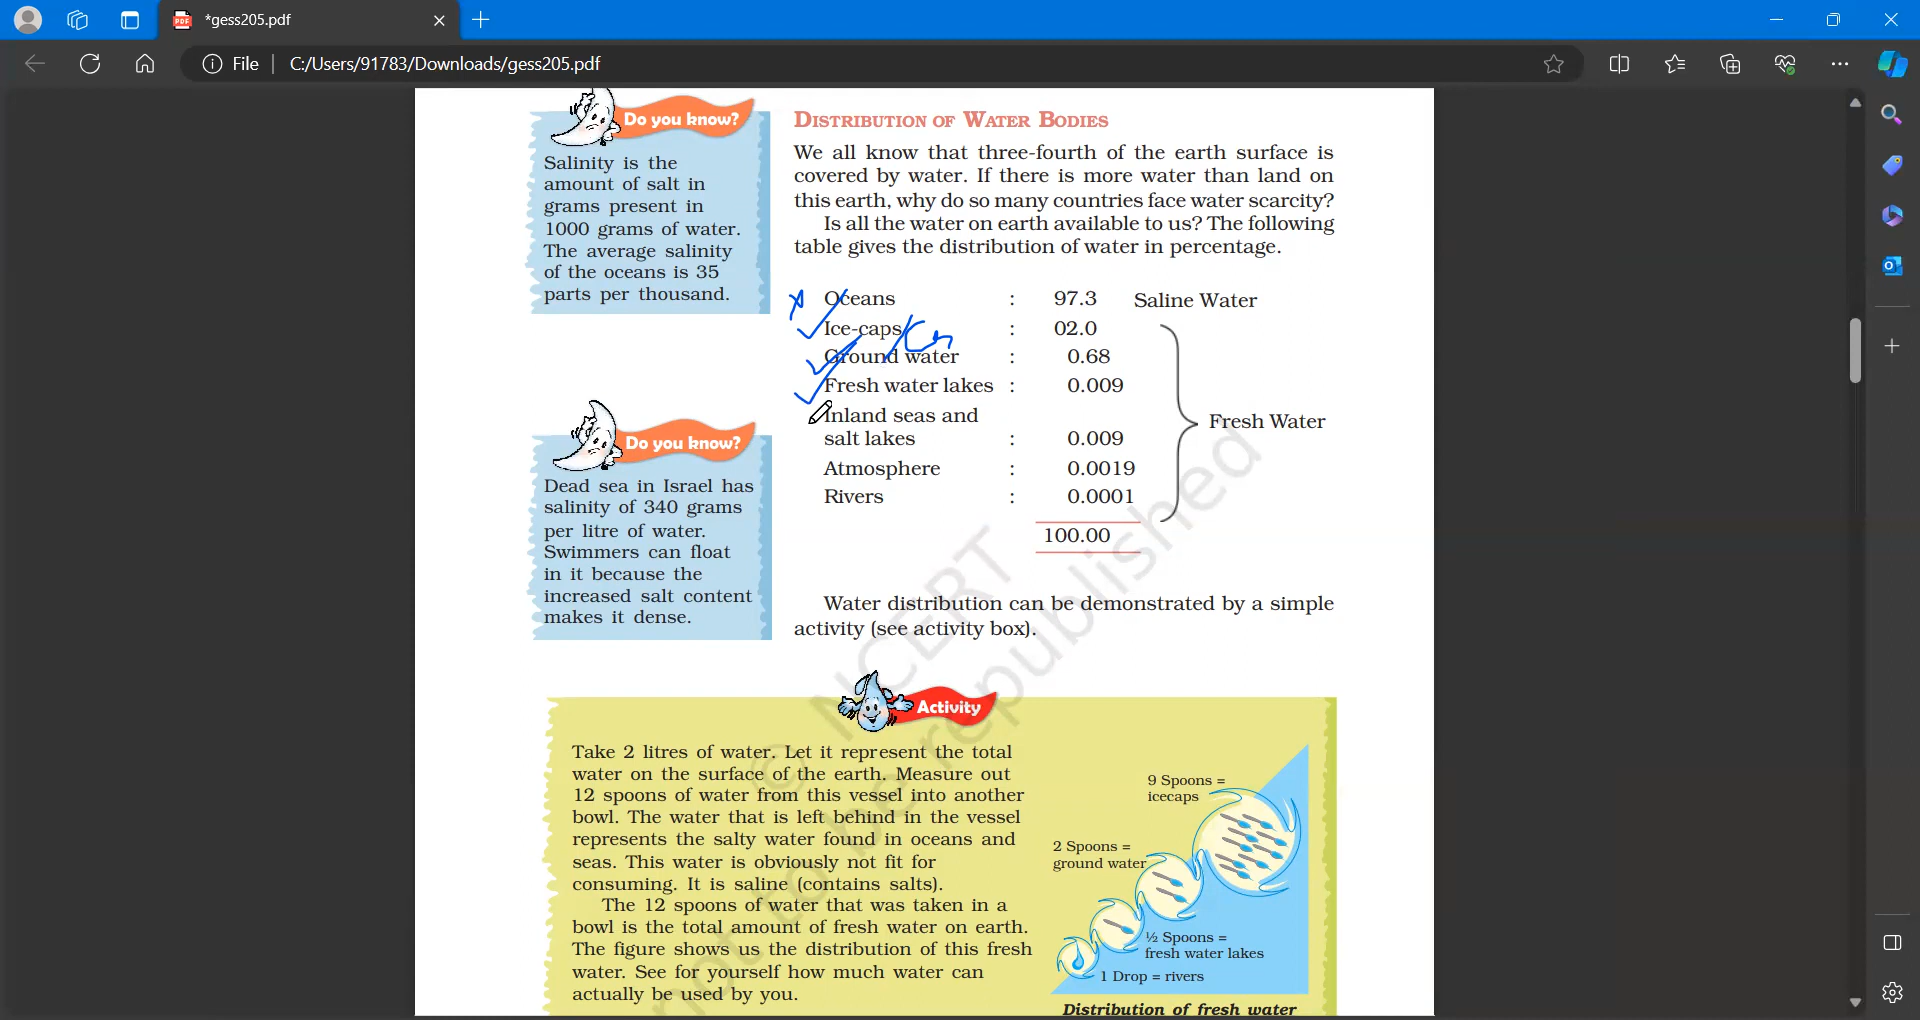 *gess205.pdf
File
C:/Users/91783/Downloads/gess205.pdf
Do you know?
Salinity is the
amount of salt in
grams present in
1000 grams of water.
The average salinity
of the oceans is 35
parts per thousand.
Do you know?
Dead sea in Israel has
salinity of 340 grams
per litre of water.
Swimmers can float
in it because the
increased salt content
makes it dense.
DISTRIBUTION OF WATER BODIES
We all know that three-fourth of the earth surface is
covered by water. If there is more water than land on
this earth, why do so many countries face water scarcity?
Is all the water on earth available to us? The following
table gives the distribution of water in percentage.
Oceans : 97.3 Saline Water
Ice-caps : 02.0
Ground water : 0.68
Fresh water lakes : 0.009
Inland seas and
salt lakes : 0.009
Fresh Water
Atmosphere : 0.0019
Rivers : 0.0001
100.00
Water distribution can be demonstrated by a simple
activity (see activity box).
Activity
Take 2 litres of water. Let it represent the total
water on the surface of the earth. Measure out
12 spoons of water from this vessel into another
bowl. The water that is left behind in the vessel
represents the salty water found in oceans and
seas. This water is obviously not fit for
consuming. It is saline (contains salts).
The 12 spoons of water that was taken in a
bowl is the total amount of fresh water on earth.
The figure shows us the distribution of this fresh
water. See for yourself how much water can
actually be used by you.
9 Spoons =
icecaps
2 Spoons =
ground water
½ Spoons =
fresh water lakes
1 Drop = rivers
Distribution of fresh water
© NCERT
not to be republished